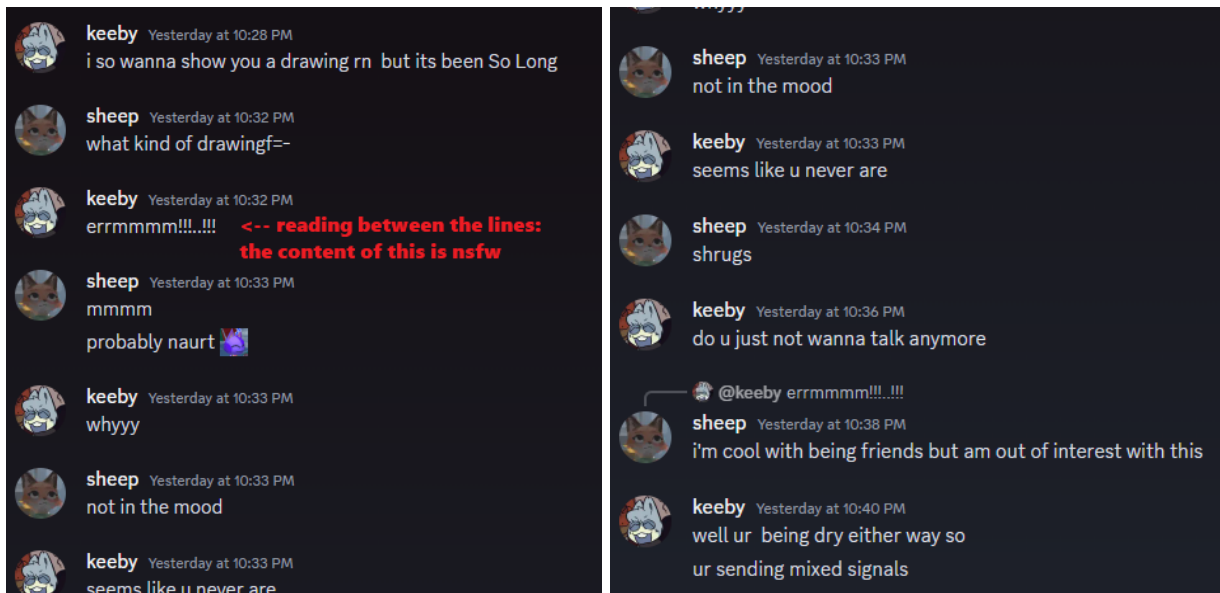 keeby Yesterday at 10:28 PM
i so wanna show you a drawing rn but its been So Long
sheep Yesterday at 10:32 PM
what kind of drawingf=-
keeby Yesterday at 10:32 PM
errmmmm!!!..!!! <-- reading between the lines:
the content of this is nsfw
sheep Yesterday at 10:33 PM
mmmm
probably naurt
keeby Yesterday at 10:33 PM
whyyy
sheep Yesterday at 10:33 PM
not in the mood
keeby Yesterday at 10:33 PM
seems like u never are
whyyy
sheep Yesterday at 10:33 PM
not in the mood
keeby Yesterday at 10:33 PM
seems like u never are
sheep Yesterday at 10:34 PM
shrugs
keeby Yesterday at 10:36 PM
do u just not wanna talk anymore
@keeby errmmmm!!!..!!!
sheep Yesterday at 10:38 PM
i'm cool with being friends but am out of interest with this
keeby Yesterday at 10:40 PM
well ur being dry either way so
ur sending mixed signals